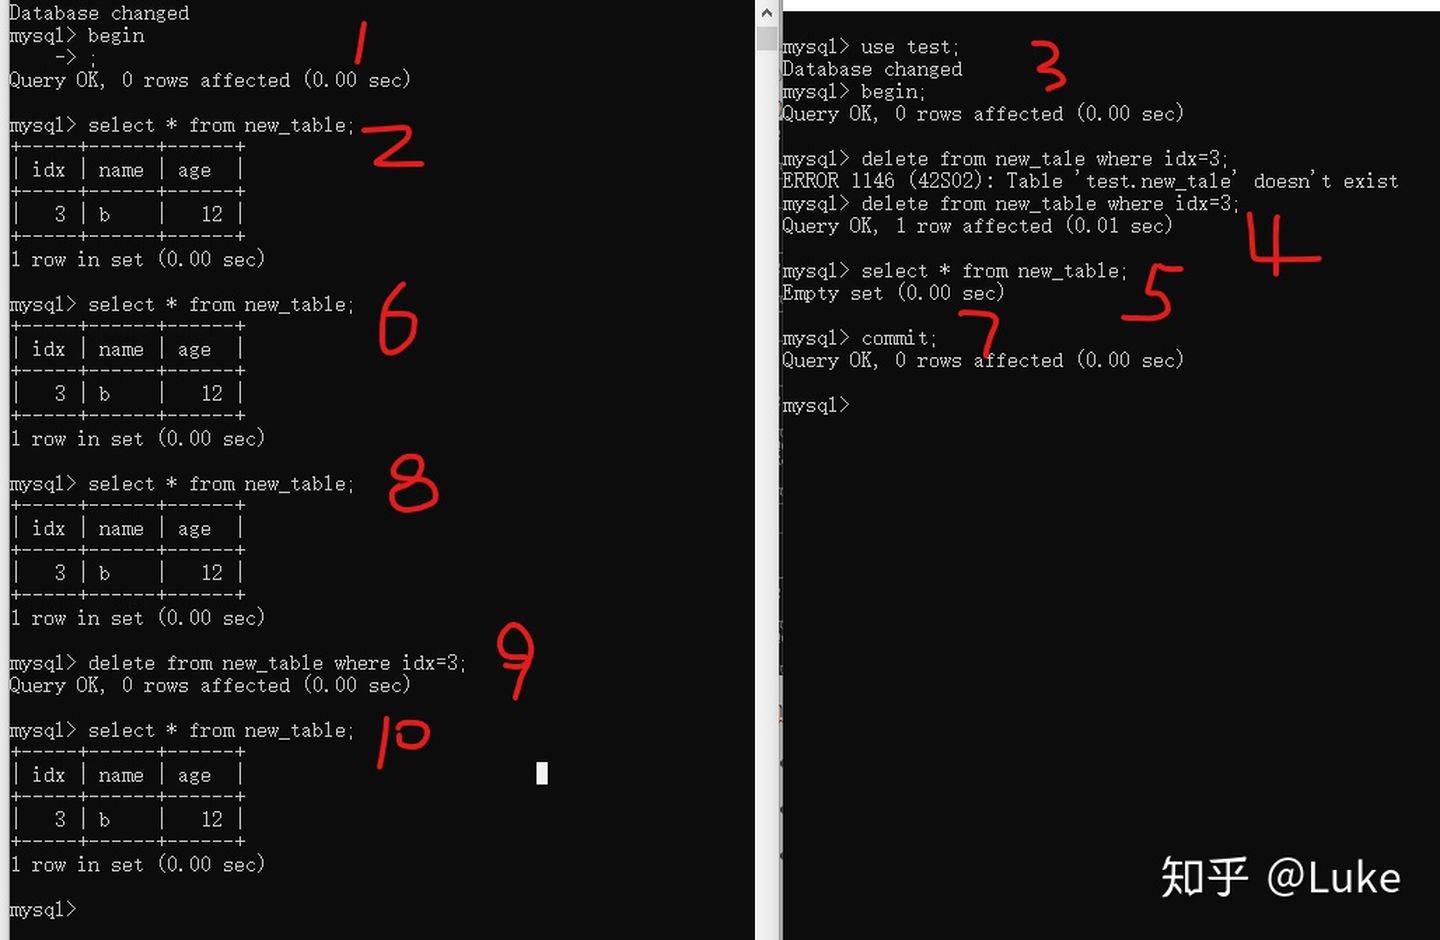 Database changed
mysql> begin
-> ;
1
Query OK, 0 rows affected (0.00 sec)
mysql> select * from new_table;
2
+-----+------+------+
| idx | name | age  |
+-----+------+------+
|   3 | b    |   12 |
+-----+------+------+
1 row in set (0.00 sec)
mysql> select * from new_table;
6
+-----+------+------+
| idx | name | age  |
+-----+------+------+
|   3 | b    |   12 |
+-----+------+------+
1 row in set (0.00 sec)
mysql> select * from new_table;
8
+-----+------+------+
| idx | name | age  |
+-----+------+------+
|   3 | b    |   12 |
+-----+------+------+
1 row in set (0.00 sec)
mysql> delete from new_table where idx=3;
9
Query OK, 0 rows affected (0.00 sec)
mysql> select * from new_table;
10
+-----+------+------+
| idx | name | age  |
+-----+------+------+
|   3 | b    |   12 |
+-----+------+------+
1 row in set (0.00 sec)
mysql>
mysql> use test;
3
Database changed
mysql> begin;
Query OK, 0 rows affected (0.00 sec)
mysql> delete from new_tale where idx=3;
ERROR 1146 (42S02): Table 'test.new_tale' doesn't exist
mysql> delete from new_table where idx=3;
4
Query OK, 1 row affected (0.01 sec)
mysql> select * from new_table;
5
Empty set (0.00 sec)
mysql> commit;
7
Query OK, 0 rows affected (0.00 sec)
mysql>
知乎 @Luke